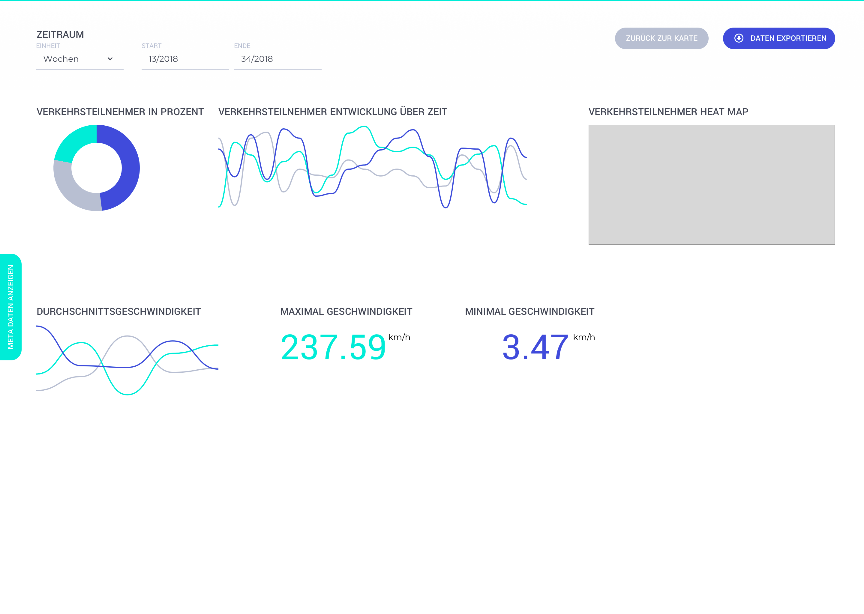 ZEITRAUM
EINHEIT START ENDE
Wochen 13/2018 34/2018
ZURÜCK ZUR KARTE
DATEN EXPORTIEREN
VERKEHRSTEILNEHMER IN PROZENT
VERKEHRSTEILNEHMER ENTWICKLUNG ÜBER ZEIT
VERKEHRSTEILNEHMER HEAT MAP
META DATEN ANZEIGEN
DURCHSCHNITTSGESCHWINDIGKEIT
MAXIMAL GESCHWINDIGKEIT
237.59 km/h
MINIMAL GESCHWINDIGKEIT
3.47 km/h